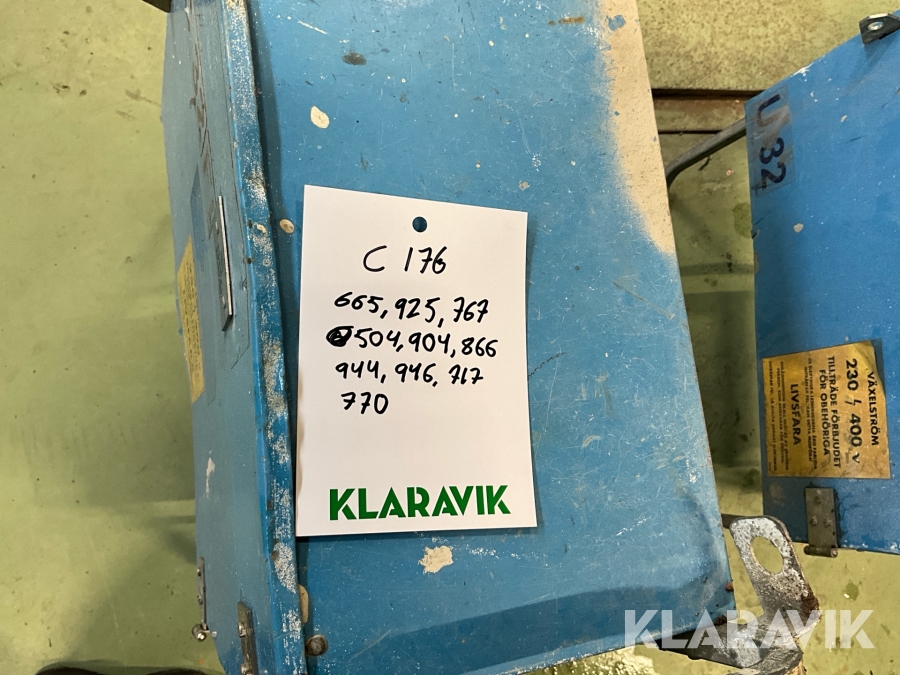 C 176
665, 925, 767
504, 904, 866
944, 946, 717
770
KLARAVIK
U 32
VÄXELSTRÖM
230 / 400 V
TILLTRÄDE FÖRBJUDET
FÖR OBEHÖRIGA
LIVSFARA
KLARAVIK